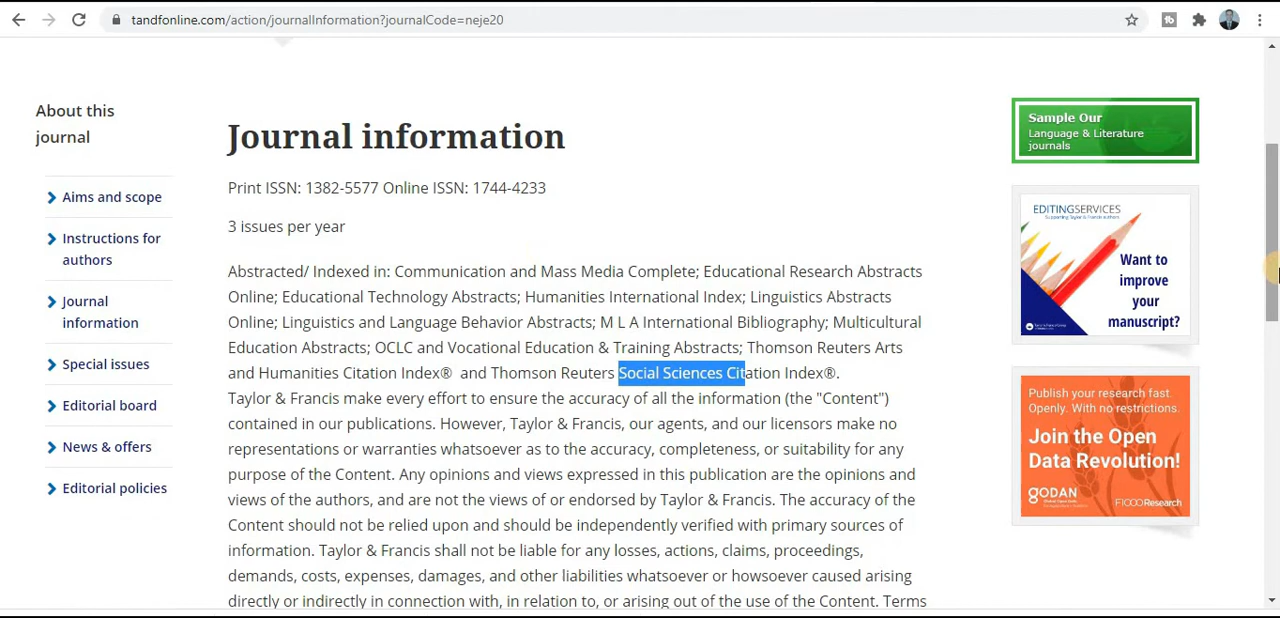 tandfonline.com/action/journalInformation?journalCode=neje20
About this
journal
Aims and scope
Instructions for
authors
Journal
information
Special issues
Editorial board
News & offers
Editorial policies
Journal information
Print ISSN: 1382-5577 Online ISSN: 1744-4233
3 issues per year
Abstracted/ Indexed in: Communication and Mass Media Complete; Educational Research Abstracts
Online; Educational Technology Abstracts; Humanities International Index; Linguistics Abstracts
Online; Linguistics and Language Behavior Abstracts; M L A International Bibliography; Multicultural
Education Abstracts; OCLC and Vocational Education & Training Abstracts; Thomson Reuters Arts
and Humanities Citation Index®  and Thomson Reuters Social Sciences Citation Index®.
Taylor & Francis make every effort to ensure the accuracy of all the information (the "Content")
contained in our publications. However, Taylor & Francis, our agents, and our licensors make no
representations or warranties whatsoever as to the accuracy, completeness, or suitability for any
purpose of the Content. Any opinions and views expressed in this publication are the opinions and
views of the authors, and are not the views of or endorsed by Taylor & Francis. The accuracy of the
Content should not be relied upon and should be independently verified with primary sources of
information. Taylor & Francis shall not be liable for any losses, actions, claims, proceedings,
demands, costs, expenses, damages, and other liabilities whatsoever or howsoever caused arising
directly or indirectly in connection with, in relation to, or arising out of the use of the Content. Terms
Sample Our
Language & Literature
journals
EDITINGSERVICES
Supporting Taylor & Francis authors
Want to
improve
your
manuscript?
Publish your research fast.
Openly. With no restrictions.
Join the Open
Data Revolution!
GODAN
F1000Research